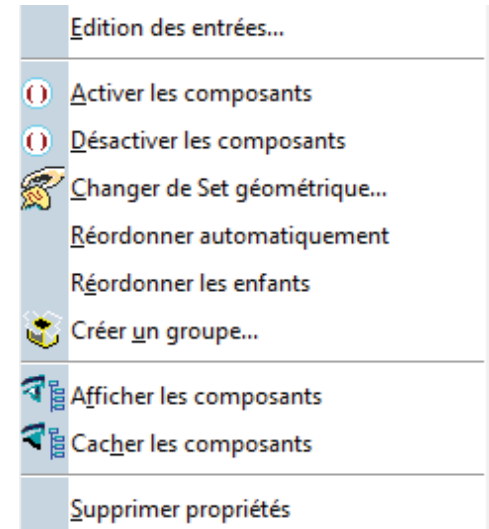 Edition des entrées...
Activer les composants
Désactiver les composants
Changer de Set géométrique...
Réordonner automatiquement
Réordonner les enfants
Créer un groupe...
Afficher les composants
Cacher les composants
Supprimer propriétés